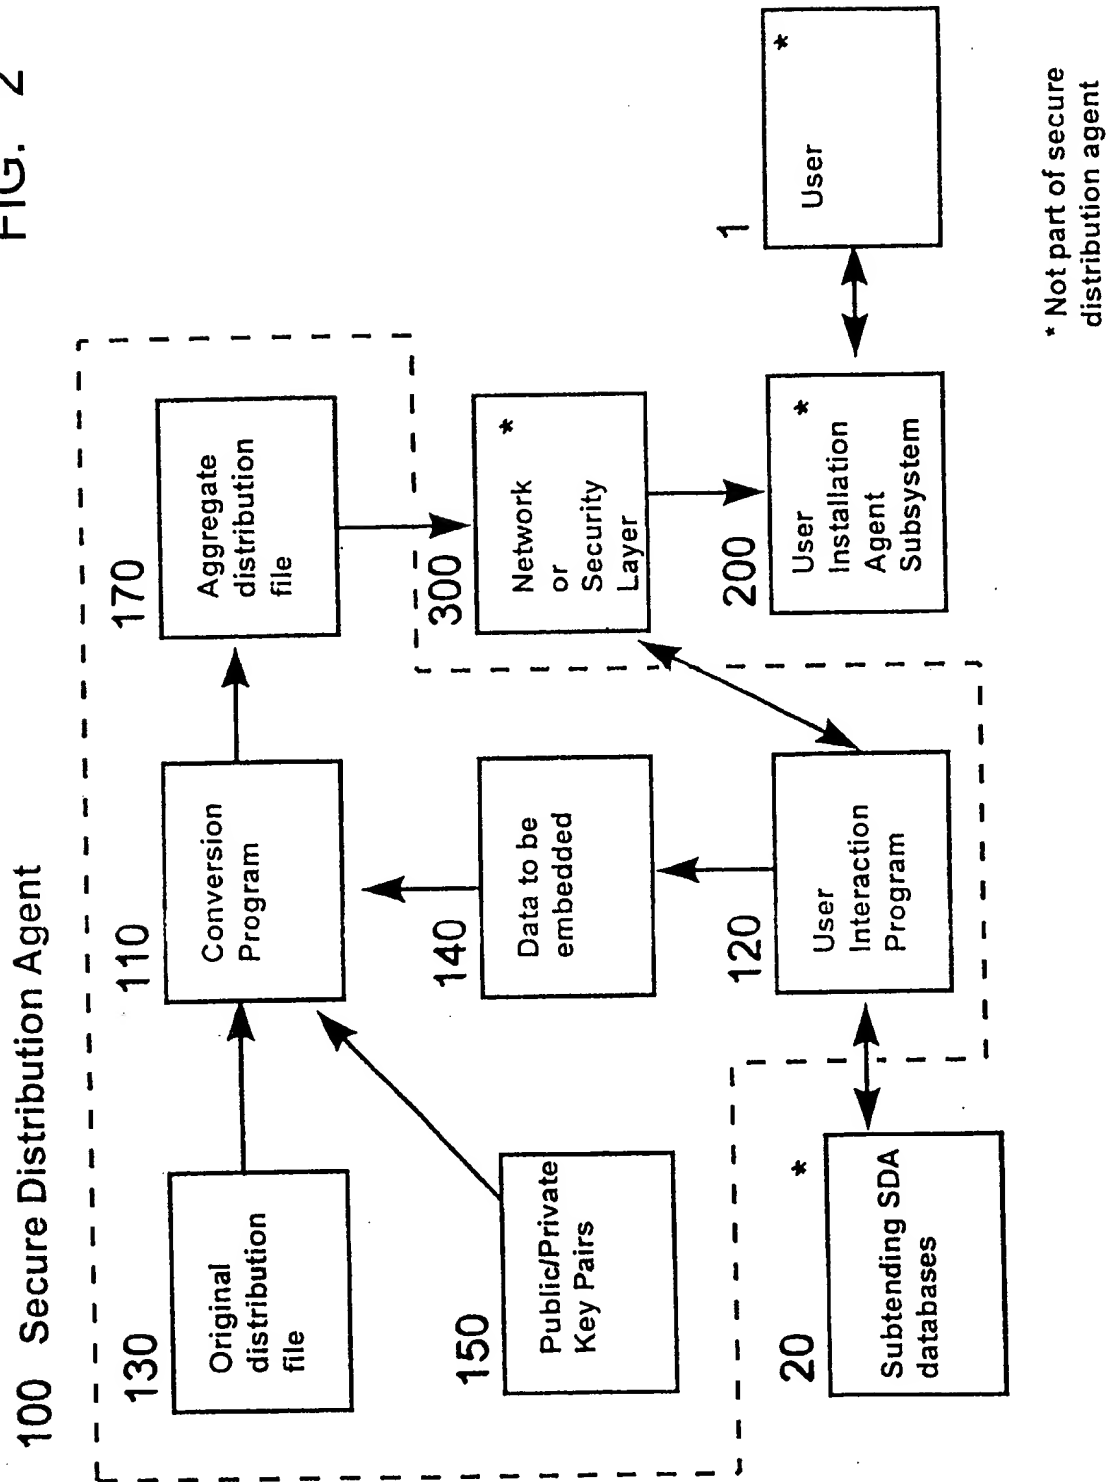 FIG. 2
100 Secure Distribution Agent
130
Original
distribution
file
110
Conversion
Program
170
Aggregate
distribution
file
150
Public/Private
Key Pairs
140
Data to be
embedded
300
*
Network
or
Security
Layer
20
*
Subtending SDA
databases
120
User
Interaction
Program
200
User *
Installation
Agent
Subsystem
1
*
User
* Not part of secure
distribution agent